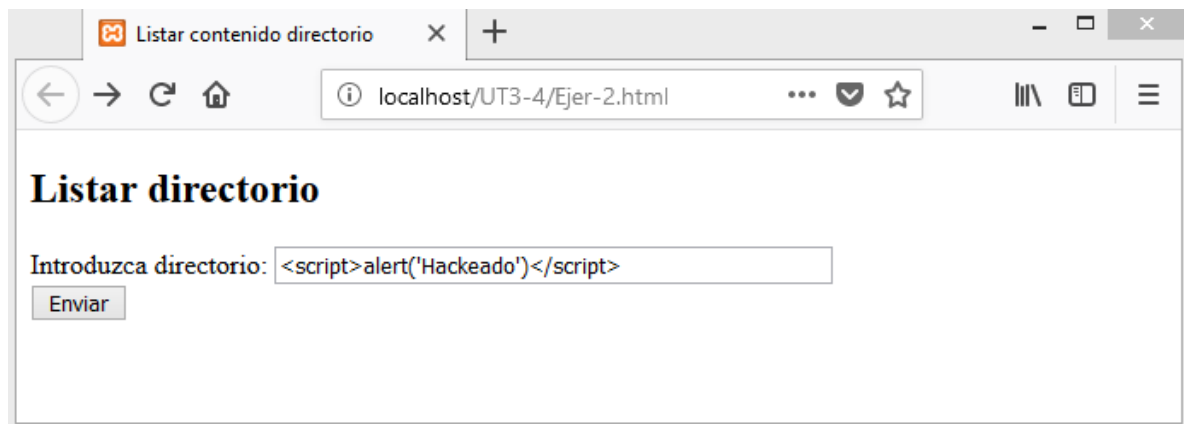 Listar contenido directorio
localhost/UT3-4/Ejer-2.html
Listar directorio
Introduzca directorio: <script>alert('Hackeado')</script>
Enviar